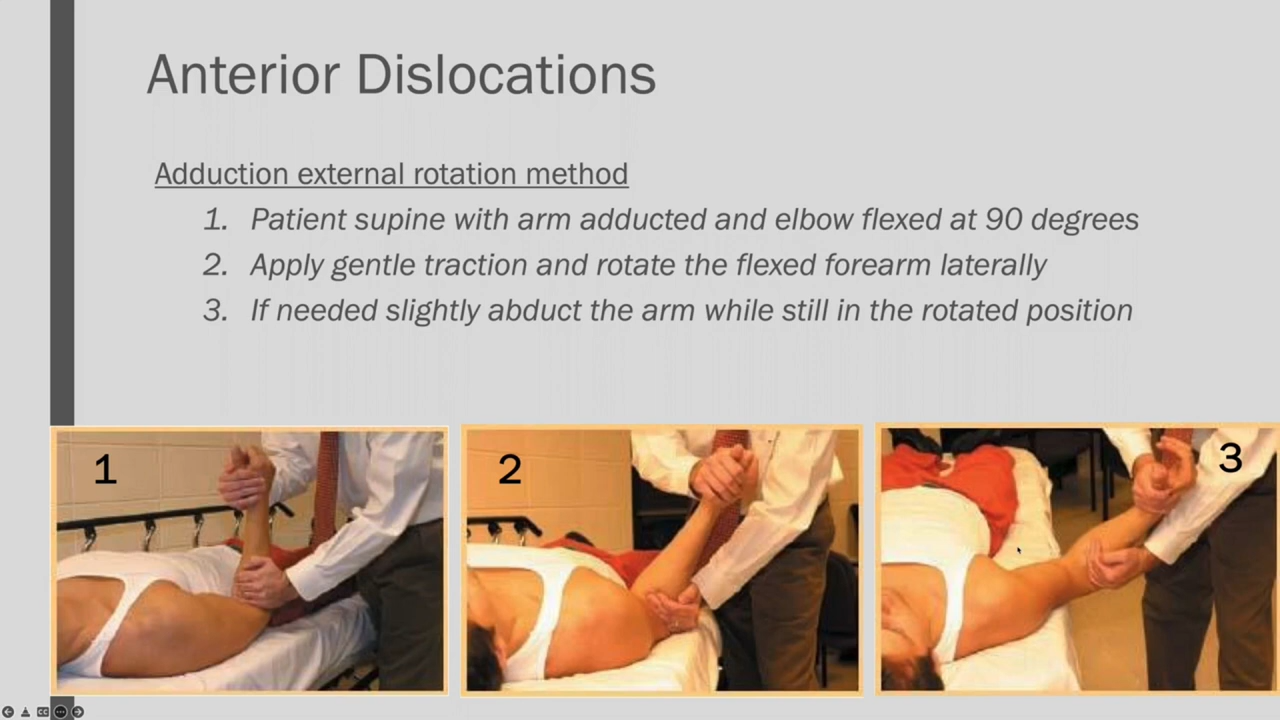 Anterior Dislocations
Adduction external rotation method
1. Patient supine with arm adducted and elbow flexed at 90 degrees
2. Apply gentle traction and rotate the flexed forearm laterally
3. If needed slightly abduct the arm while still in the rotated position
1
2
3
CC